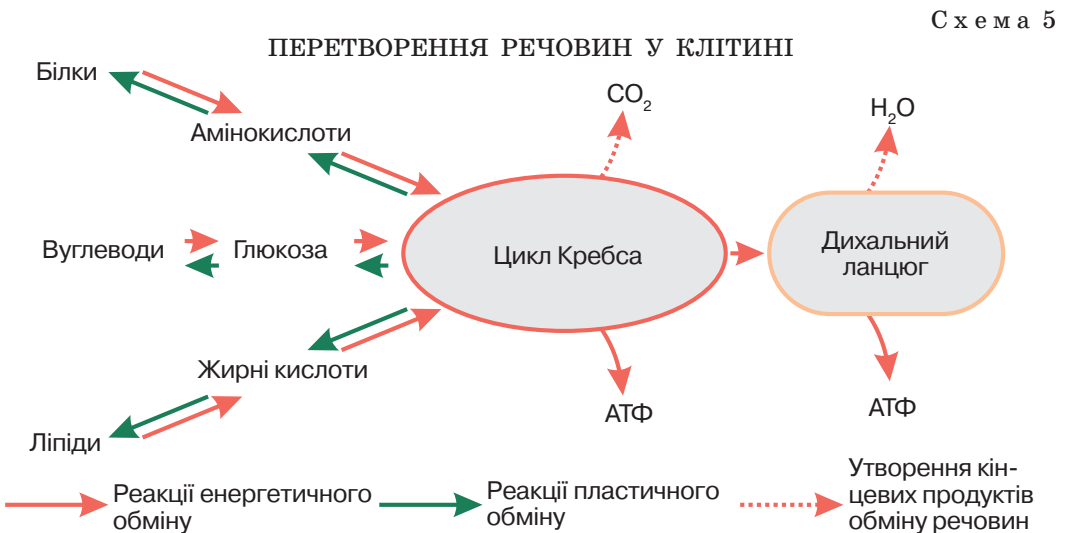 Схема 5
ПЕРЕТВОРЕННЯ РЕЧОВИН У КЛІТИНІ
Білки
Амінокислоти
CO₂
H₂O
Вуглеводи
Глюкоза
Цикл Кребса
Дихальний
ланцюг
Жирні кислоти
Ліпіди
АТФ
АТФ
Реакції енергетичного
обміну
Реакції пластичного
обміну
Утворення кін-
цевих продуктів
обміну речовин